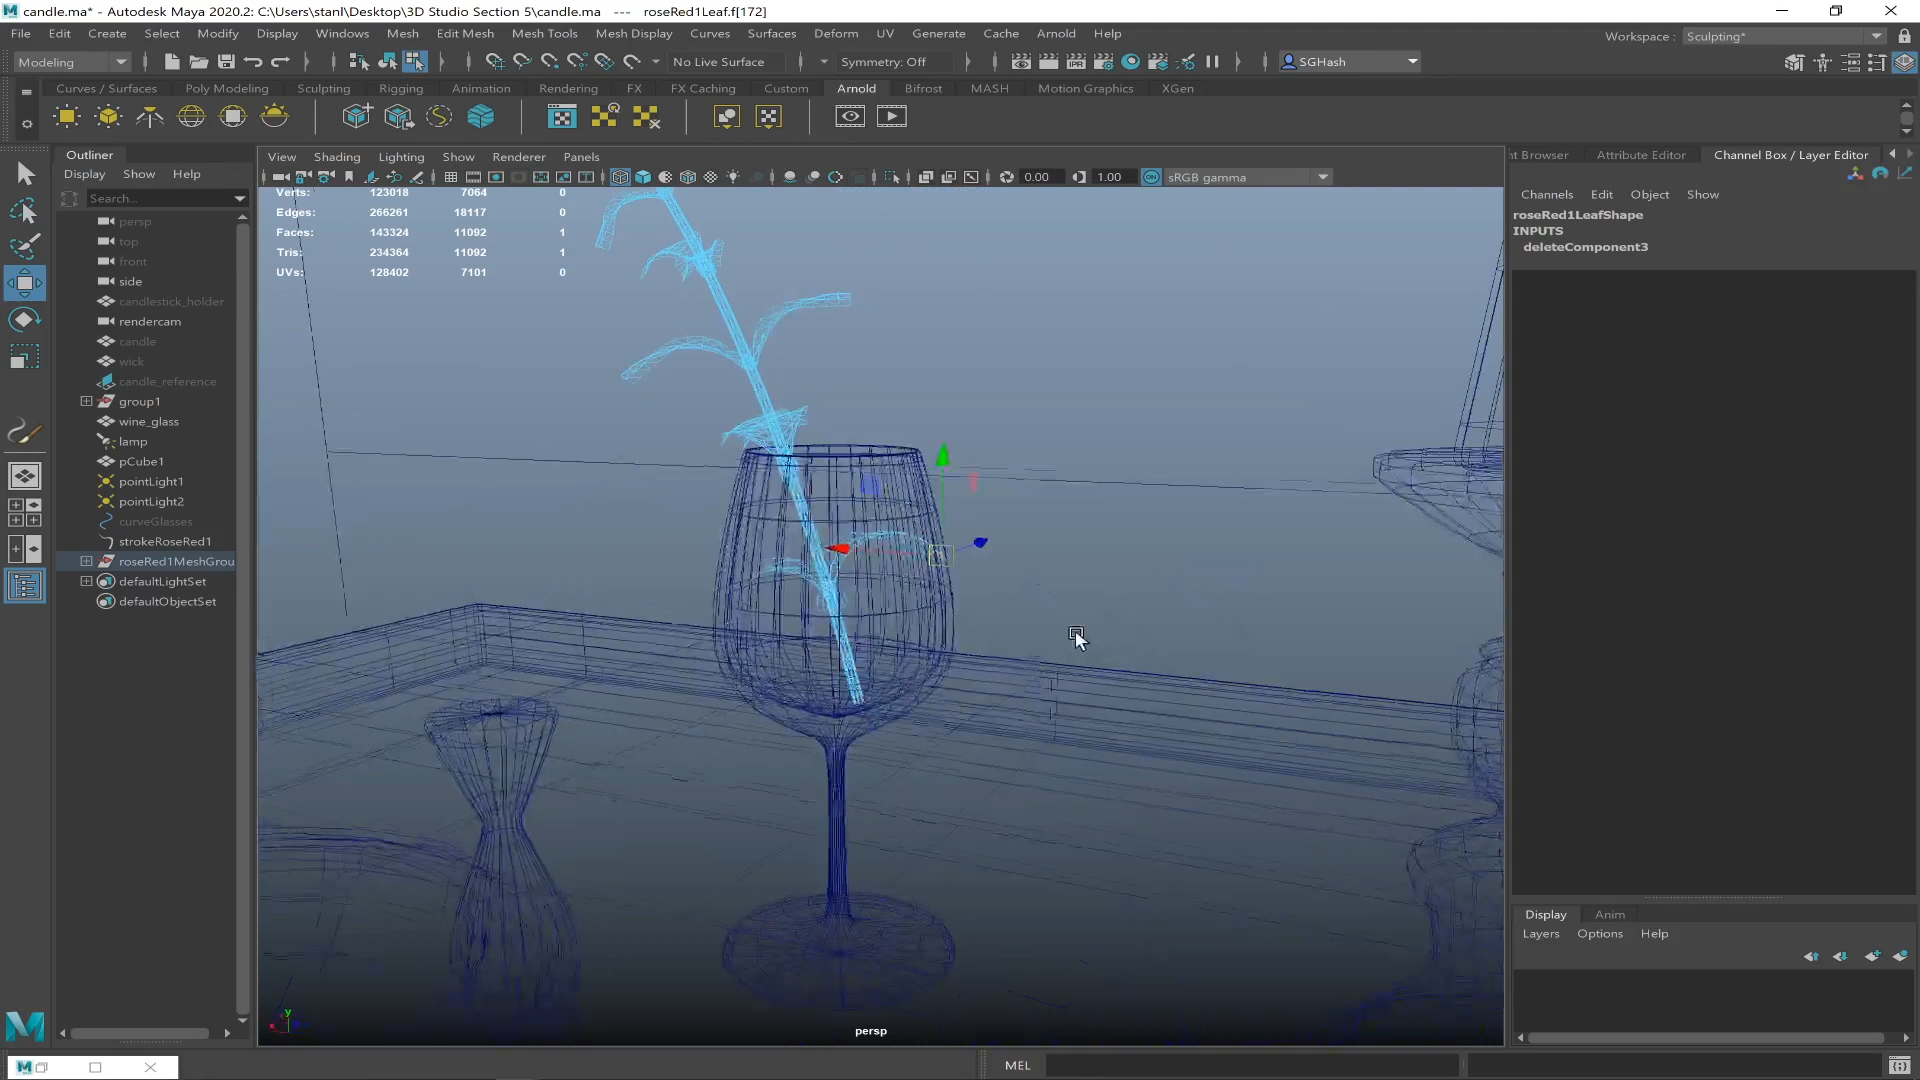 candle.ma* - Autodesk Maya 2020.2: C:\Users\stanl\Desktop\3D Studio Section 5\candle.ma   ---   roseRed1Leaf.f[172]
File Edit Create Select Modify Display Windows Mesh Edit Mesh Mesh Tools Mesh Display Curves Surfaces Deform UV Generate Cache Arnold Help
Workspace : Sculpting*
Modeling No Live Surface Symmetry: Off SGHash
Curves / Surfaces Poly Modeling Sculpting Rigging Animation Rendering FX FX Caching Custom Arnold Bifrost MASH Motion Graphics XGen
IPR
Outliner
Display Show Help
Search...
persp
top
front
side
candlestick_holder
rendercam
candle
wick
candle_reference
group1
wine_glass
lamp
pCube1
pointLight1
pointLight2
curveGlasses
strokeRoseRed1
roseRed1MeshGrou
defaultLightSet
defaultObjectSet
View Shading Lighting Show Renderer Panels
0.00 1.00 ON sRGB gamma
Verts: 123018 7064 0
Edges: 266261 18117 0
Faces: 143324 11092 1
Tris: 234364 11092 1
UVs: 128402 7101 0
y
persp
nt Browser Attribute Editor Channel Box / Layer Editor
Channels Edit Object Show
roseRed1LeafShape
INPUTS
deleteComponent3
Display Anim
Layers Options Help
MEL